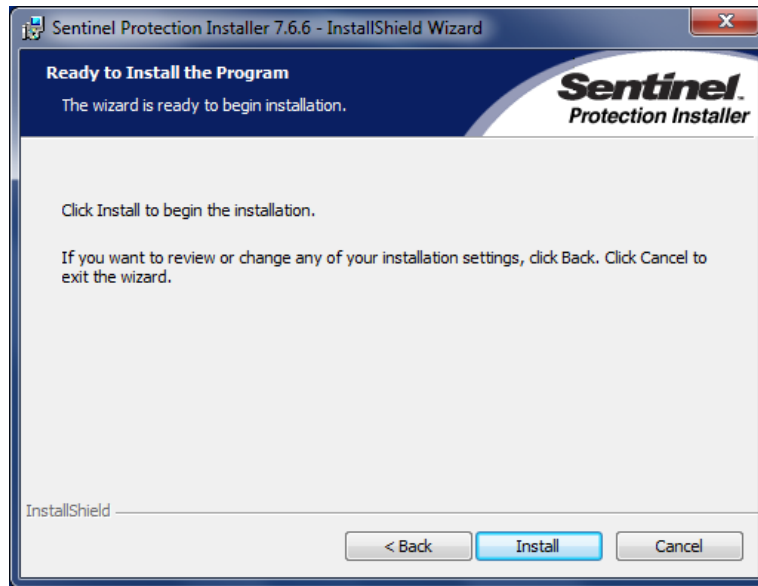 Sentinel Protection Installer 7.6.6 - InstallShield Wizard
Ready to Install the Program
The wizard is ready to begin installation.
Sentinel™
Protection Installer
Click Install to begin the installation.
If you want to review or change any of your installation settings, click Back. Click Cancel to
exit the wizard.
InstallShield
< Back Install Cancel